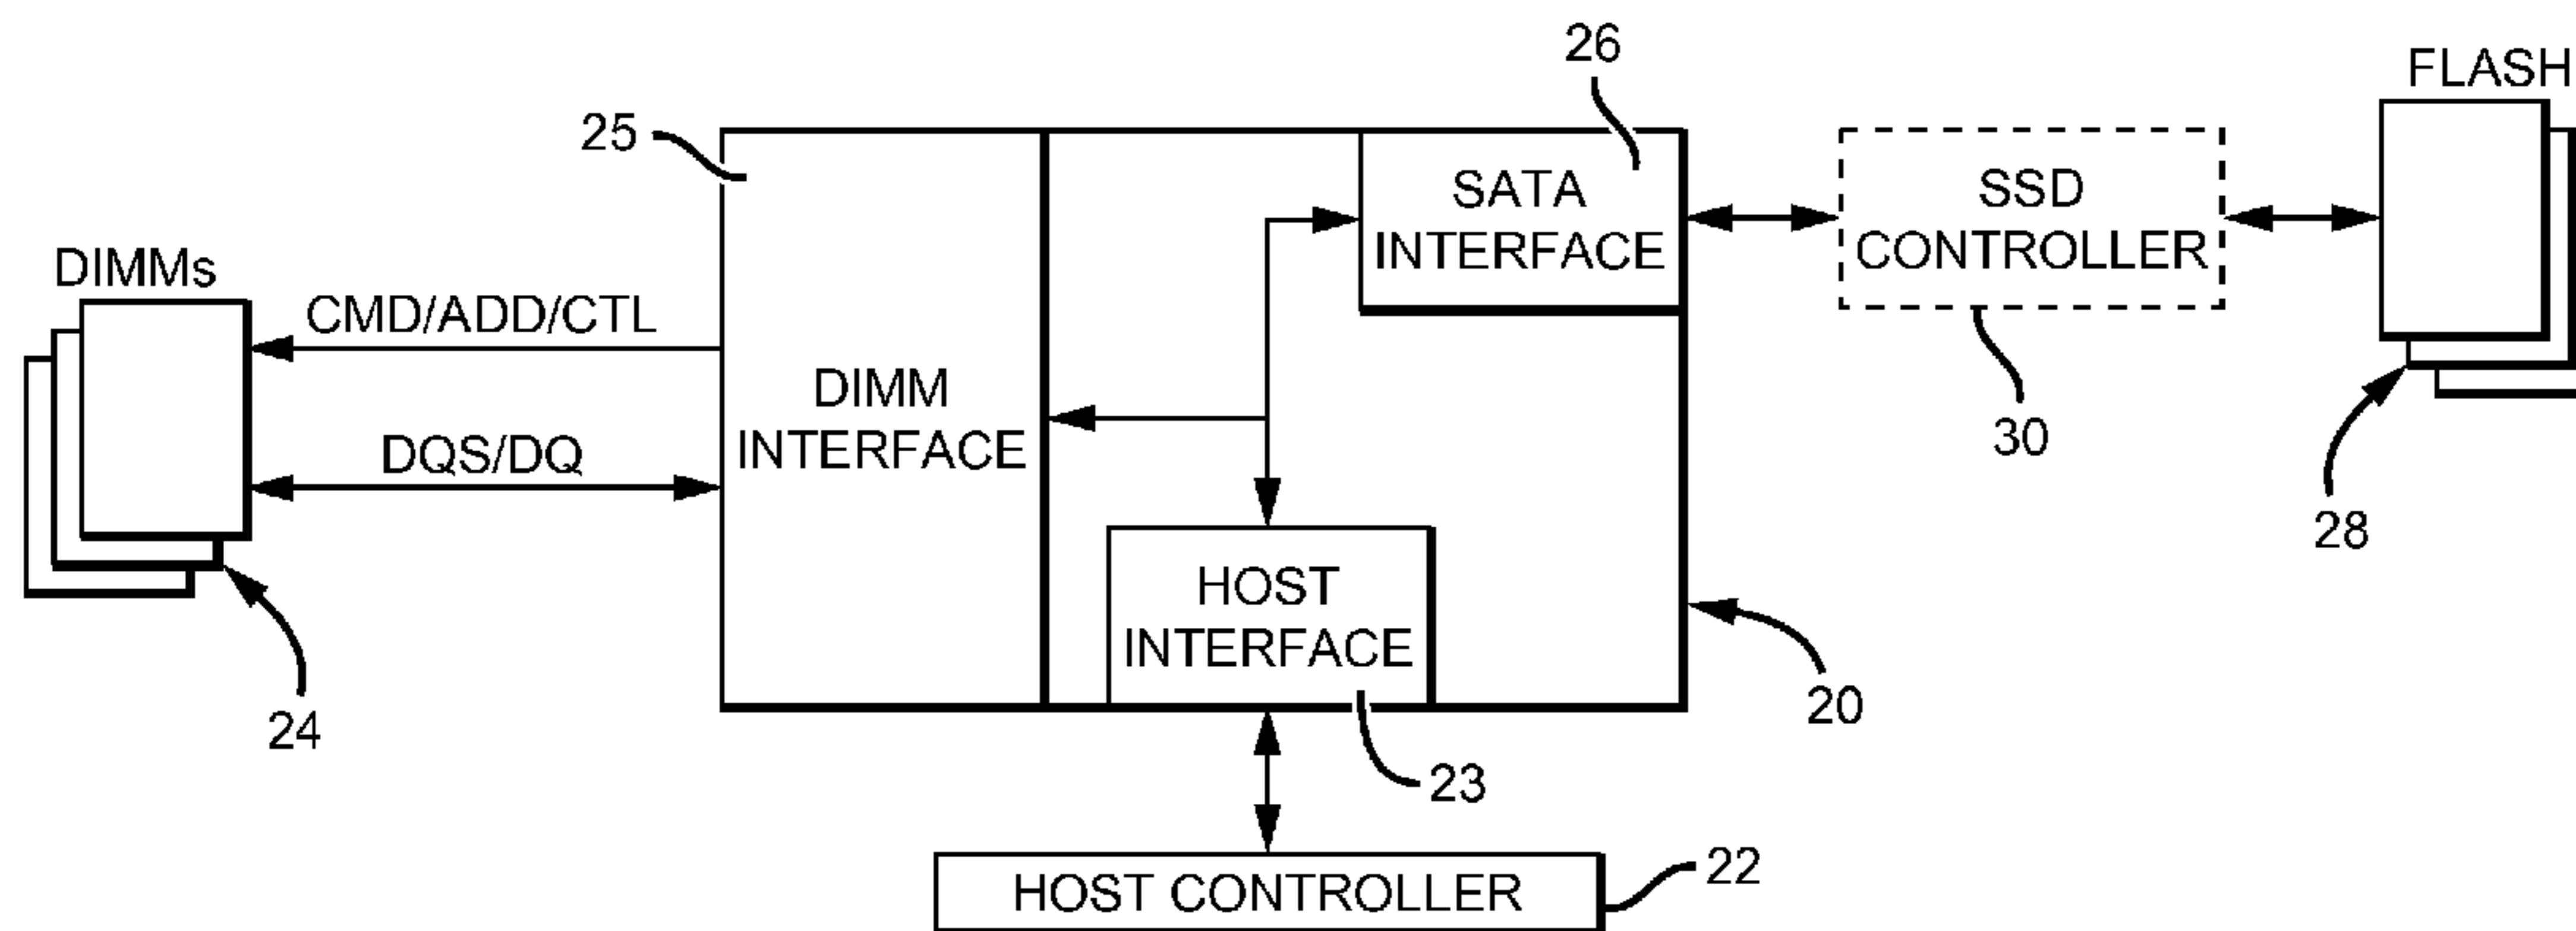 26
FLASH
25
SATA
INTERFACE
SSD
CONTROLLER
DIMMs
CMD/ADD/CTL
DIMM
INTERFACE
30
DQS/DQ
28
HOST
INTERFACE
20
24
23
22
HOST CONTROLLER